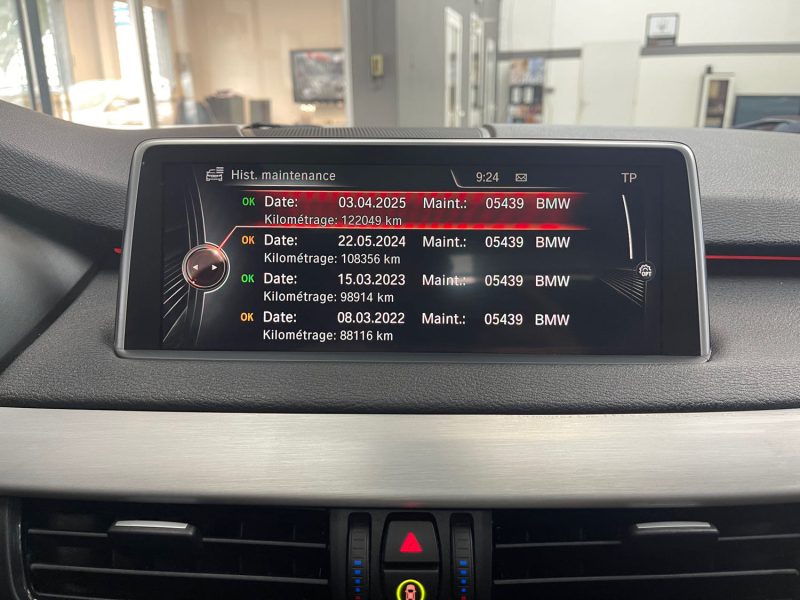 Hist. maintenance 9:24 TP
OK Date: 03.04.2025 Maint.: 05439 BMW
Kilométrage: 122049 km
OK Date: 22.05.2024 Maint.: 05439 BMW
Kilométrage: 108356 km
OK Date: 15.03.2023 Maint.: 05439 BMW
Kilométrage: 98914 km
OK Date: 08.03.2022 Maint.: 05439 BMW
Kilométrage: 88116 km
OPT